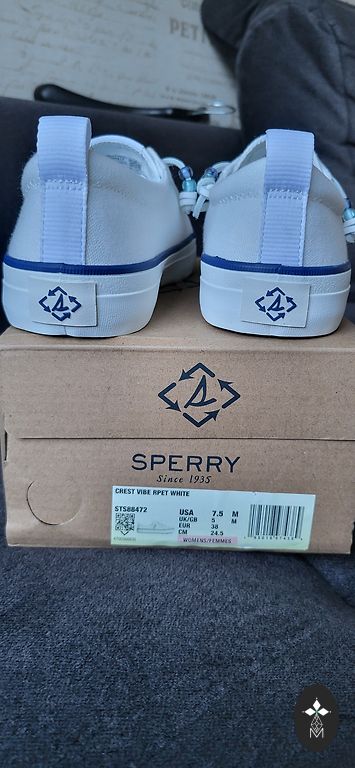 PET
SPERRY
Since 1935
CREST VIBE RPET WHITE
STS88472
USA 7.5 M
UK/GB 5 M
EUR 38
CM 24.5
WOMENS/FEMMES
M